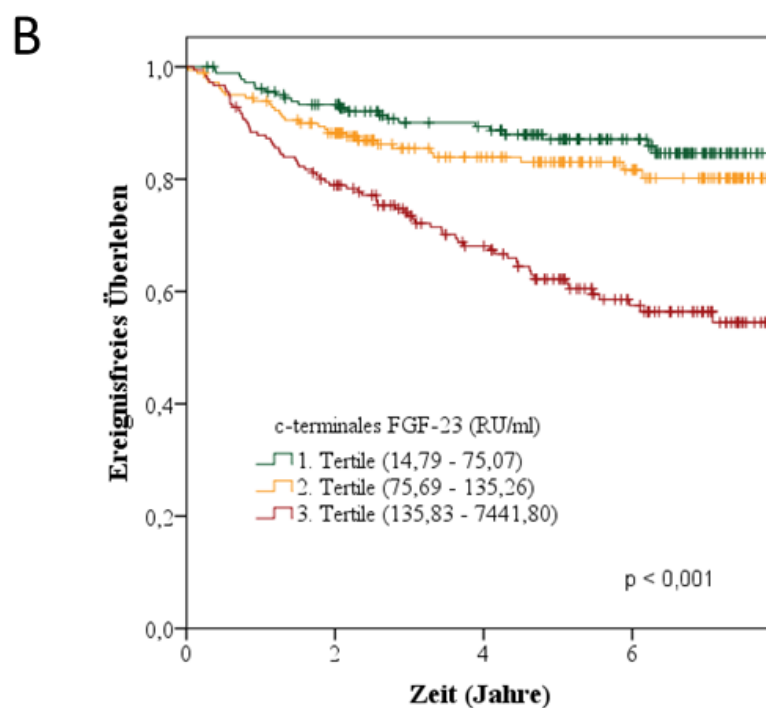 B
1,0
0,8
0,6
0,4
0,2
0,0
Ereignisfreies Überleben
c-terminales FGF-23 (RU/ml)
1. Tertile (14,79 - 75,07)
2. Tertile (75,69 - 135,26)
3. Tertile (135,83 - 7441,80)
p < 0,001
0 2 4 6
Zeit (Jahre)